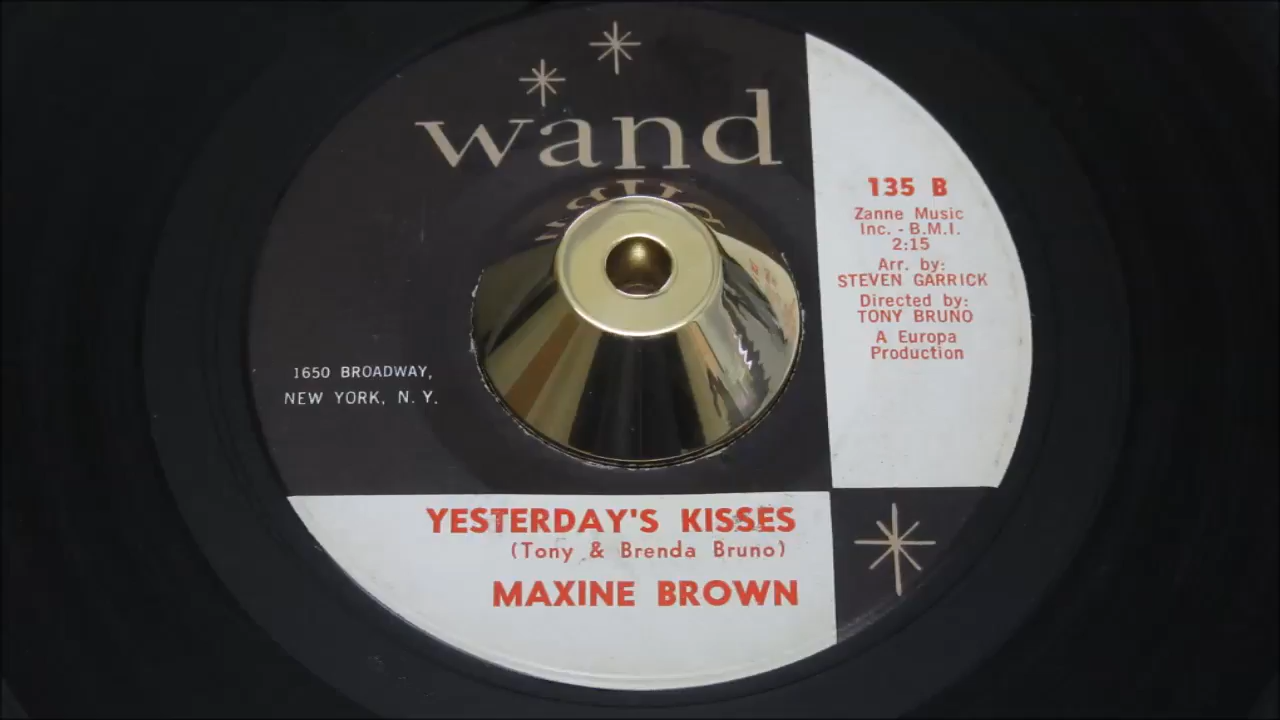 wand
135 B
Zanne Music
Inc. - B.M.I.
2:15
Arr. by:
STEVEN GARRICK
Directed by:
TONY BRUNO
A Europa
Production
1650 BROADWAY,
NEW YORK, N. Y.
YESTERDAY'S KISSES
(Tony & Brenda Bruno)
MAXINE BROWN